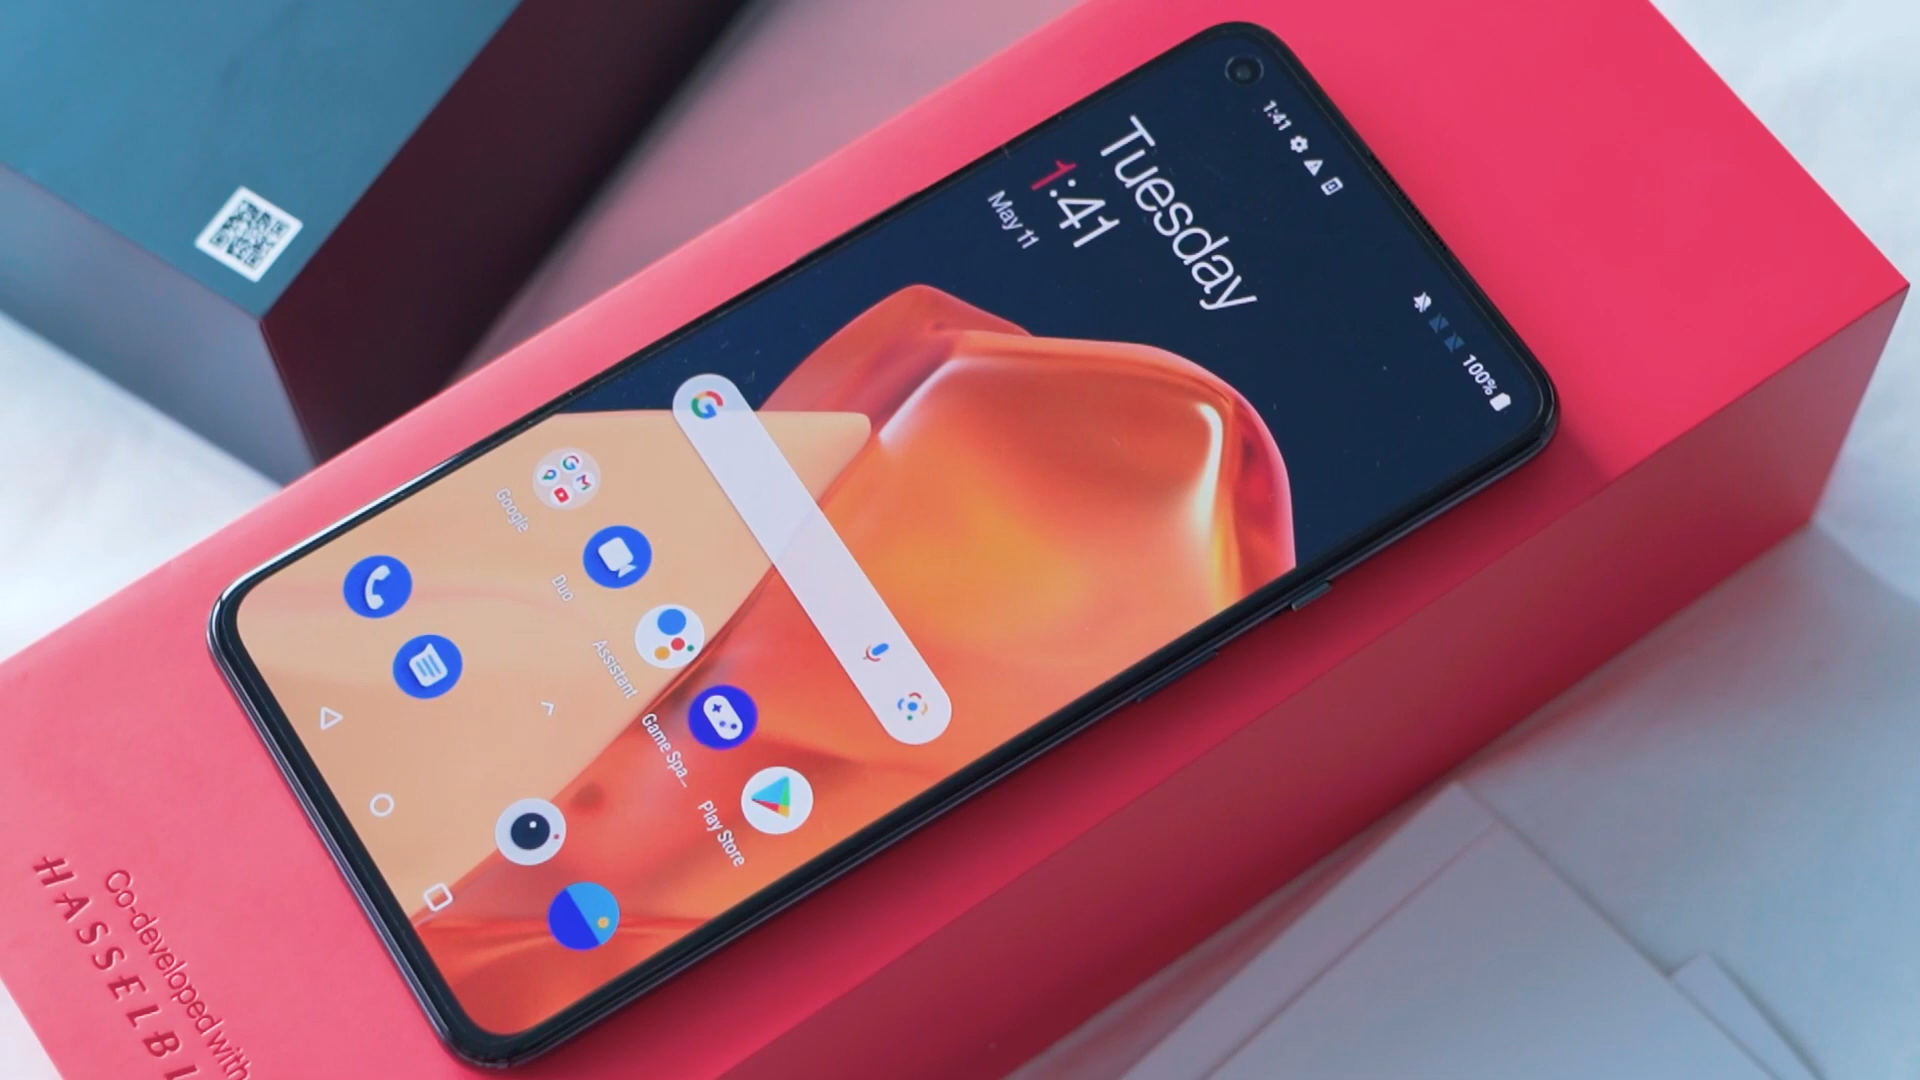 1:41
100%
Tuesday
1:41
May 11
Google
Duo
Assistant
Game Spa...
Play Store
Co-developed with
HASSELBL